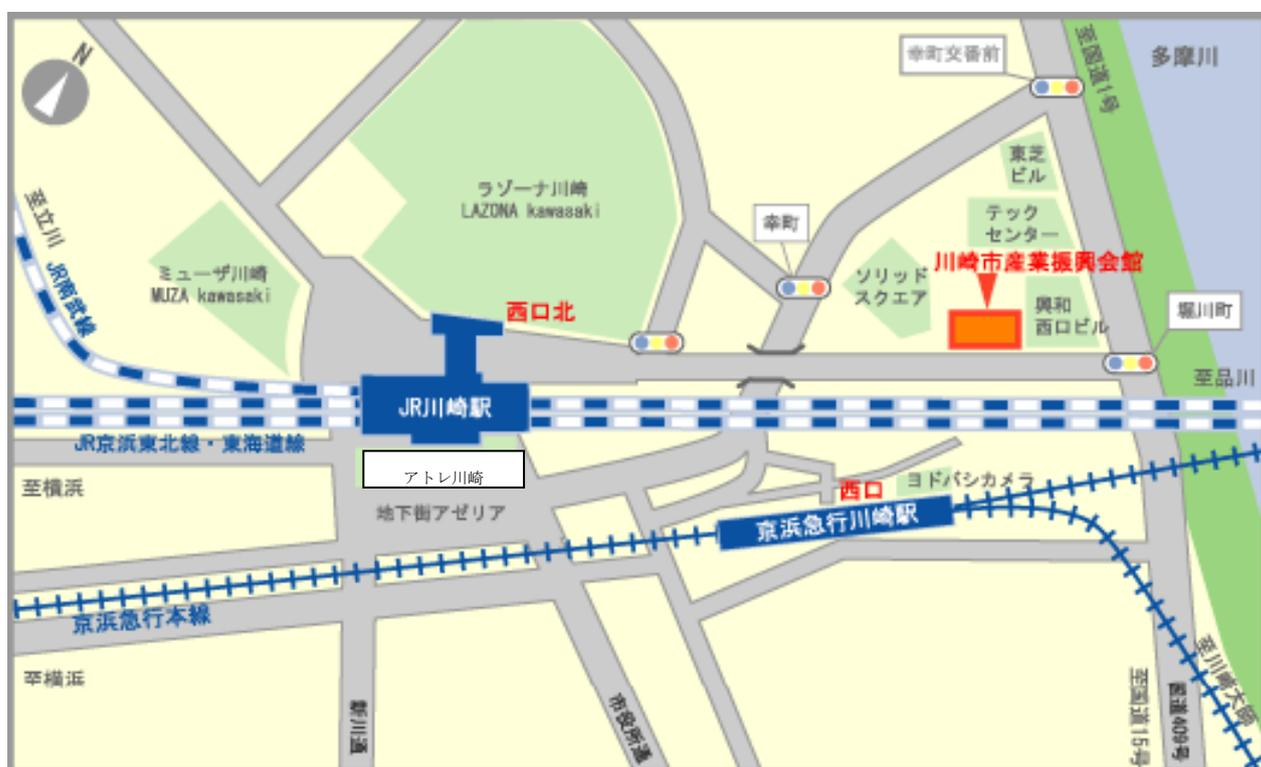 N
幸町交番前
至国道1号
多摩川
東芝
ビル
ラゾーナ川崎
LAZONA kawasaki
テック
センター
至立川
JR南武線
幸町
川崎市産業振興会館
ミューザ川崎
MUZA kawasaki
ソリッド
スクエア
西口北
興和
西口ビル
堀川町
至品川
JR川崎駅
JR京浜東北線・東海道線
アトレ川崎
至横浜
西口
ヨドバシカメラ
地下街アゼリア
京浜急行川崎駅
京浜急行本線
至横浜
新川通
市役所通
至国道15号
国道409号
至川崎大師